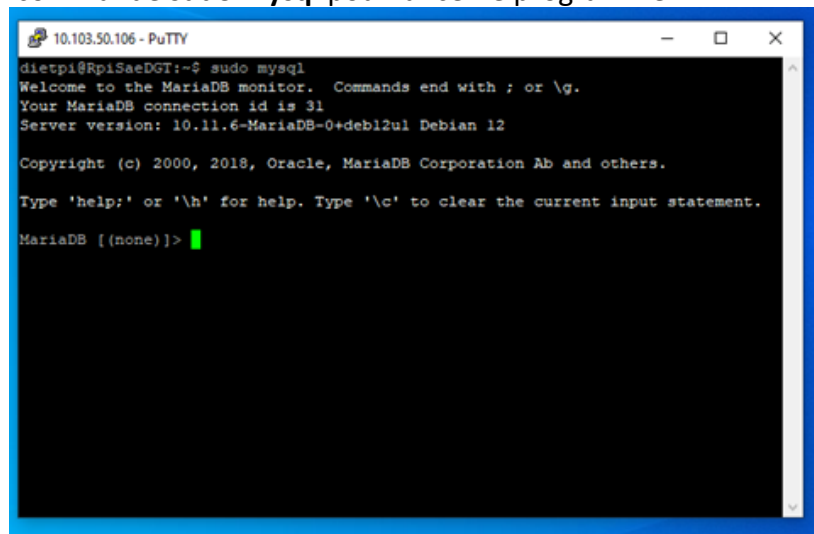 10.103.50.106 - PuTTY
dietpi@RpiSaeDGT:~$ sudo mysql
Welcome to the MariaDB monitor.  Commands end with ; or \g.
Your MariaDB connection id is 31
Server version: 10.11.6-MariaDB-0+deb12u1 Debian 12
Copyright (c) 2000, 2018, Oracle, MariaDB Corporation Ab and others.
Type 'help;' or '\h' for help. Type '\c' to clear the current input statement.
MariaDB [(none)]>